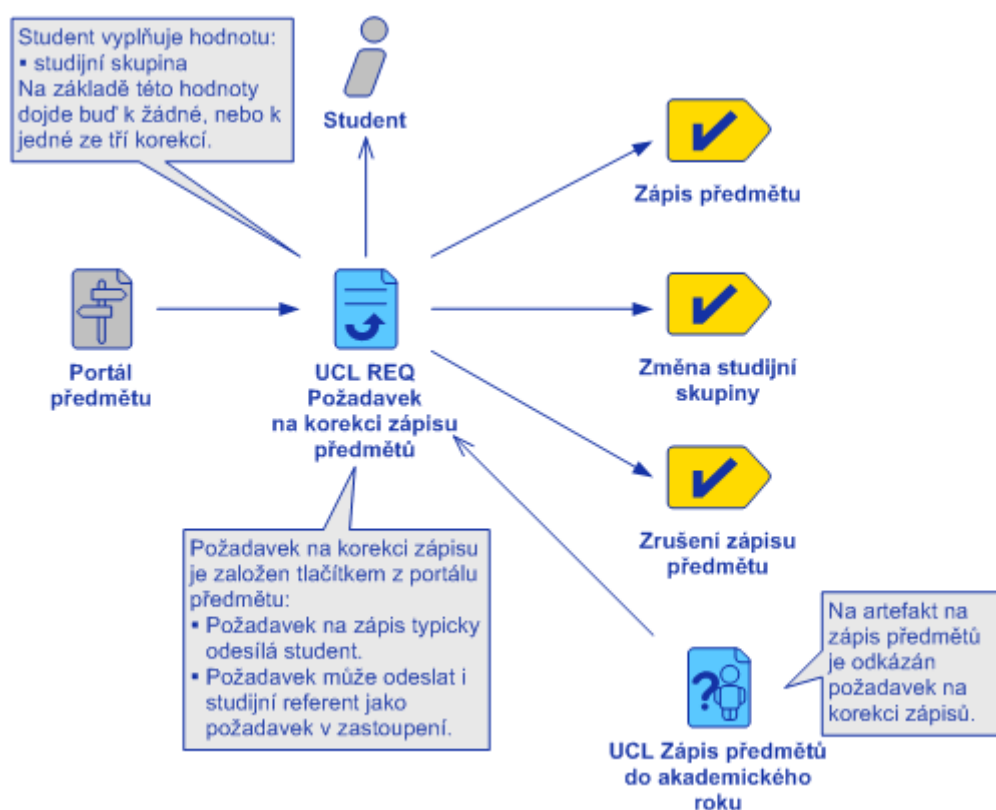 Student vyplňuje hodnotu:
▪ studijní skupina
Na základě této hodnoty
dojde buď k žádné, nebo k
jedné ze tří korekcí.
Student
Zápis předmětu
Portál
předmětu
UCL REQ
Požadavek
na korekci zápisu
předmětů
Změna studijní
skupiny
Zrušení zápisu
předmětu
Požadavek na korekci zápisu
je založen tlačítkem z portálu
předmětu:
▪ Požadavek na zápis typicky
odesílá student.
▪ Požadavek může odeslat i
studijní referent jako
požadavek v zastoupení.
Na artefakt na
zápis předmětů
je odkázán
požadavek na
korekci zápisů.
?
UCL Zápis předmětů
do akademického
roku